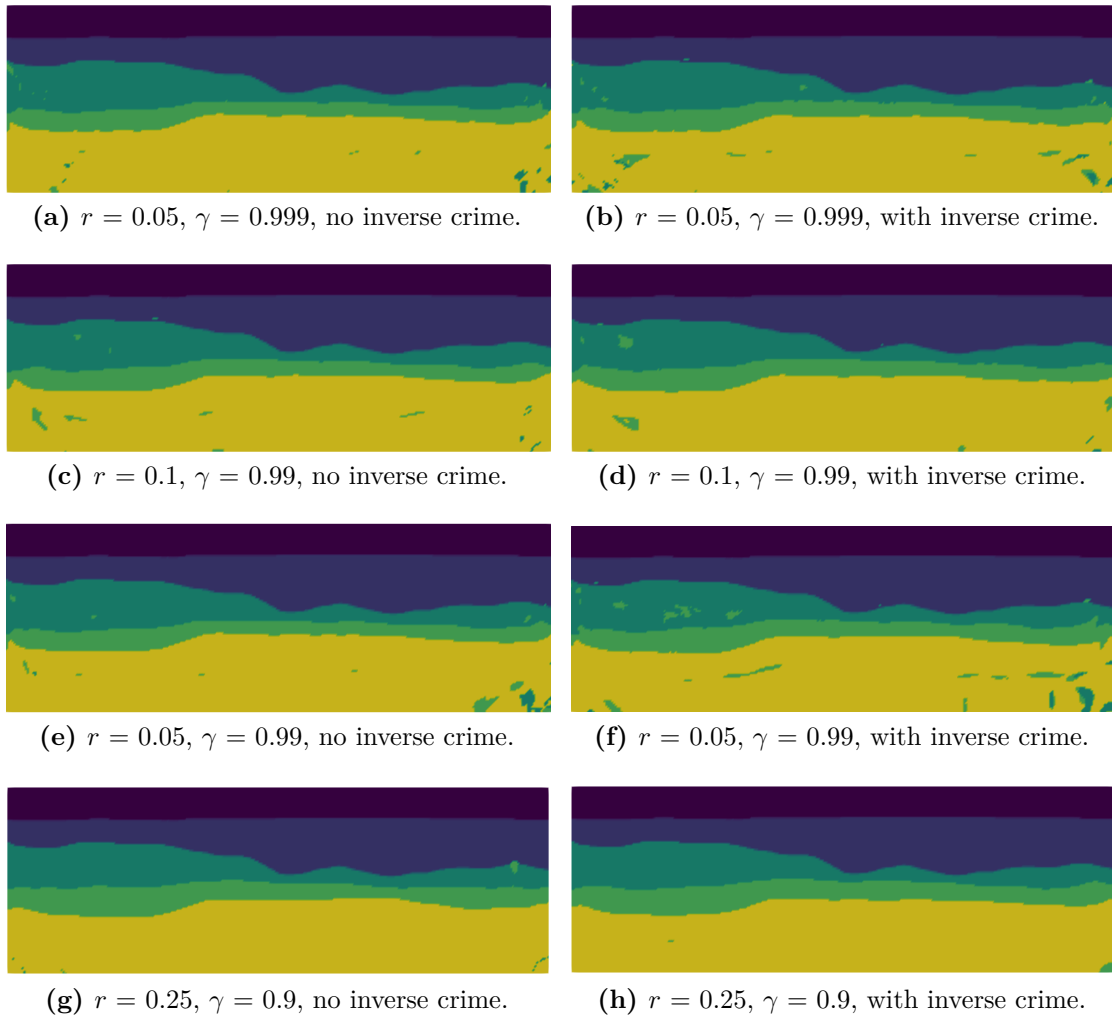 (a) r = 0.05, γ = 0.999, no inverse crime.
(b) r = 0.05, γ = 0.999, with inverse crime.
(c) r = 0.1, γ = 0.99, no inverse crime.
(d) r = 0.1, γ = 0.99, with inverse crime.
(e) r = 0.05, γ = 0.99, no inverse crime.
(f) r = 0.05, γ = 0.99, with inverse crime.
(g) r = 0.25, γ = 0.9, no inverse crime.
(h) r = 0.25, γ = 0.9, with inverse crime.